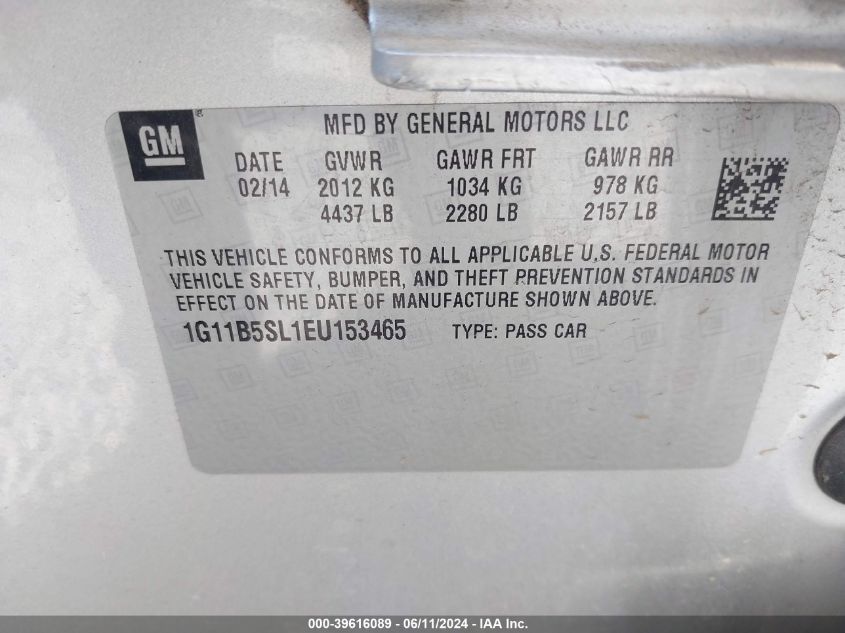 GM ®
MFD BY GENERAL MOTORS LLC
DATE GVWR GAWR FRT GAWR RR
02/14 2012 KG 1034 KG 978 KG
4437 LB 2280 LB 2157 LB
THIS VEHICLE CONFORMS TO ALL APPLICABLE U.S. FEDERAL MOTOR
VEHICLE SAFETY, BUMPER, AND THEFT PREVENTION STANDARDS IN
EFFECT ON THE DATE OF MANUFACTURE SHOWN ABOVE.
1G11B5SL1EU153465 TYPE: PASS CAR
000-39616089 - 06/11/2024 - IAA Inc.